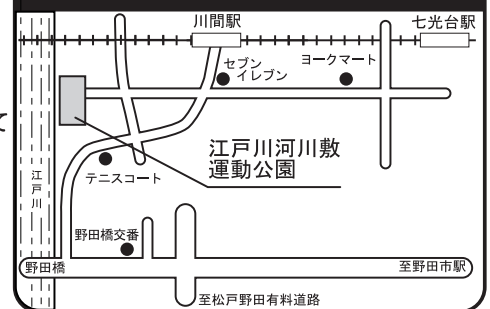 川間駅
七光台駅
セブン
イレブン
ヨークマート
て
江戸川河川敷
運動公園
テニスコート
江戸川
野田橋交番
野田橋
至野田市駅
至松戸野田有料道路